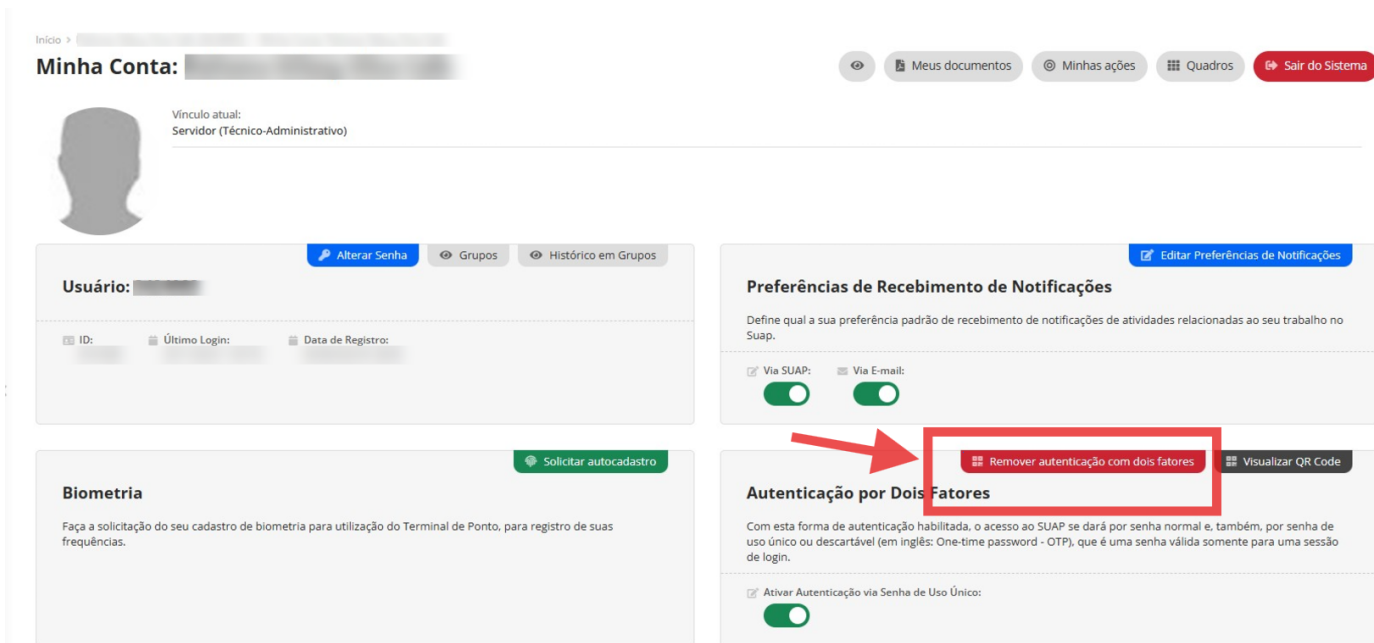 Início >
Minha Conta:
Meus documentos
Minhas ações
Quadros
Sair do Sistema
Vínculo atual:
Servidor (Técnico-Administrativo)
Alterar Senha
Grupos
Histórico em Grupos
Usuário:
ID:
Último Login:
Data de Registro:
Editar Preferências de Notificações
Preferências de Recebimento de Notificações
Define qual a sua preferência padrão de recebimento de notificações de atividades relacionadas ao seu trabalho no
Suap.
Via SUAP:
Via E-mail:
Solicitar autocadastro
Biometria
Faça a solicitação do seu cadastro de biometria para utilização do Terminal de Ponto, para registro de suas
frequências.
Remover autenticação com dois fatores
Visualizar QR Code
Autenticação por Dois Fatores
Com esta forma de autenticação habilitada, o acesso ao SUAP se dará por senha normal e, também, por senha de
uso único ou descartável (em inglês: One-time password - OTP), que é uma senha válida somente para uma sessão
de login.
Ativar Autenticação via Senha de Uso Único: